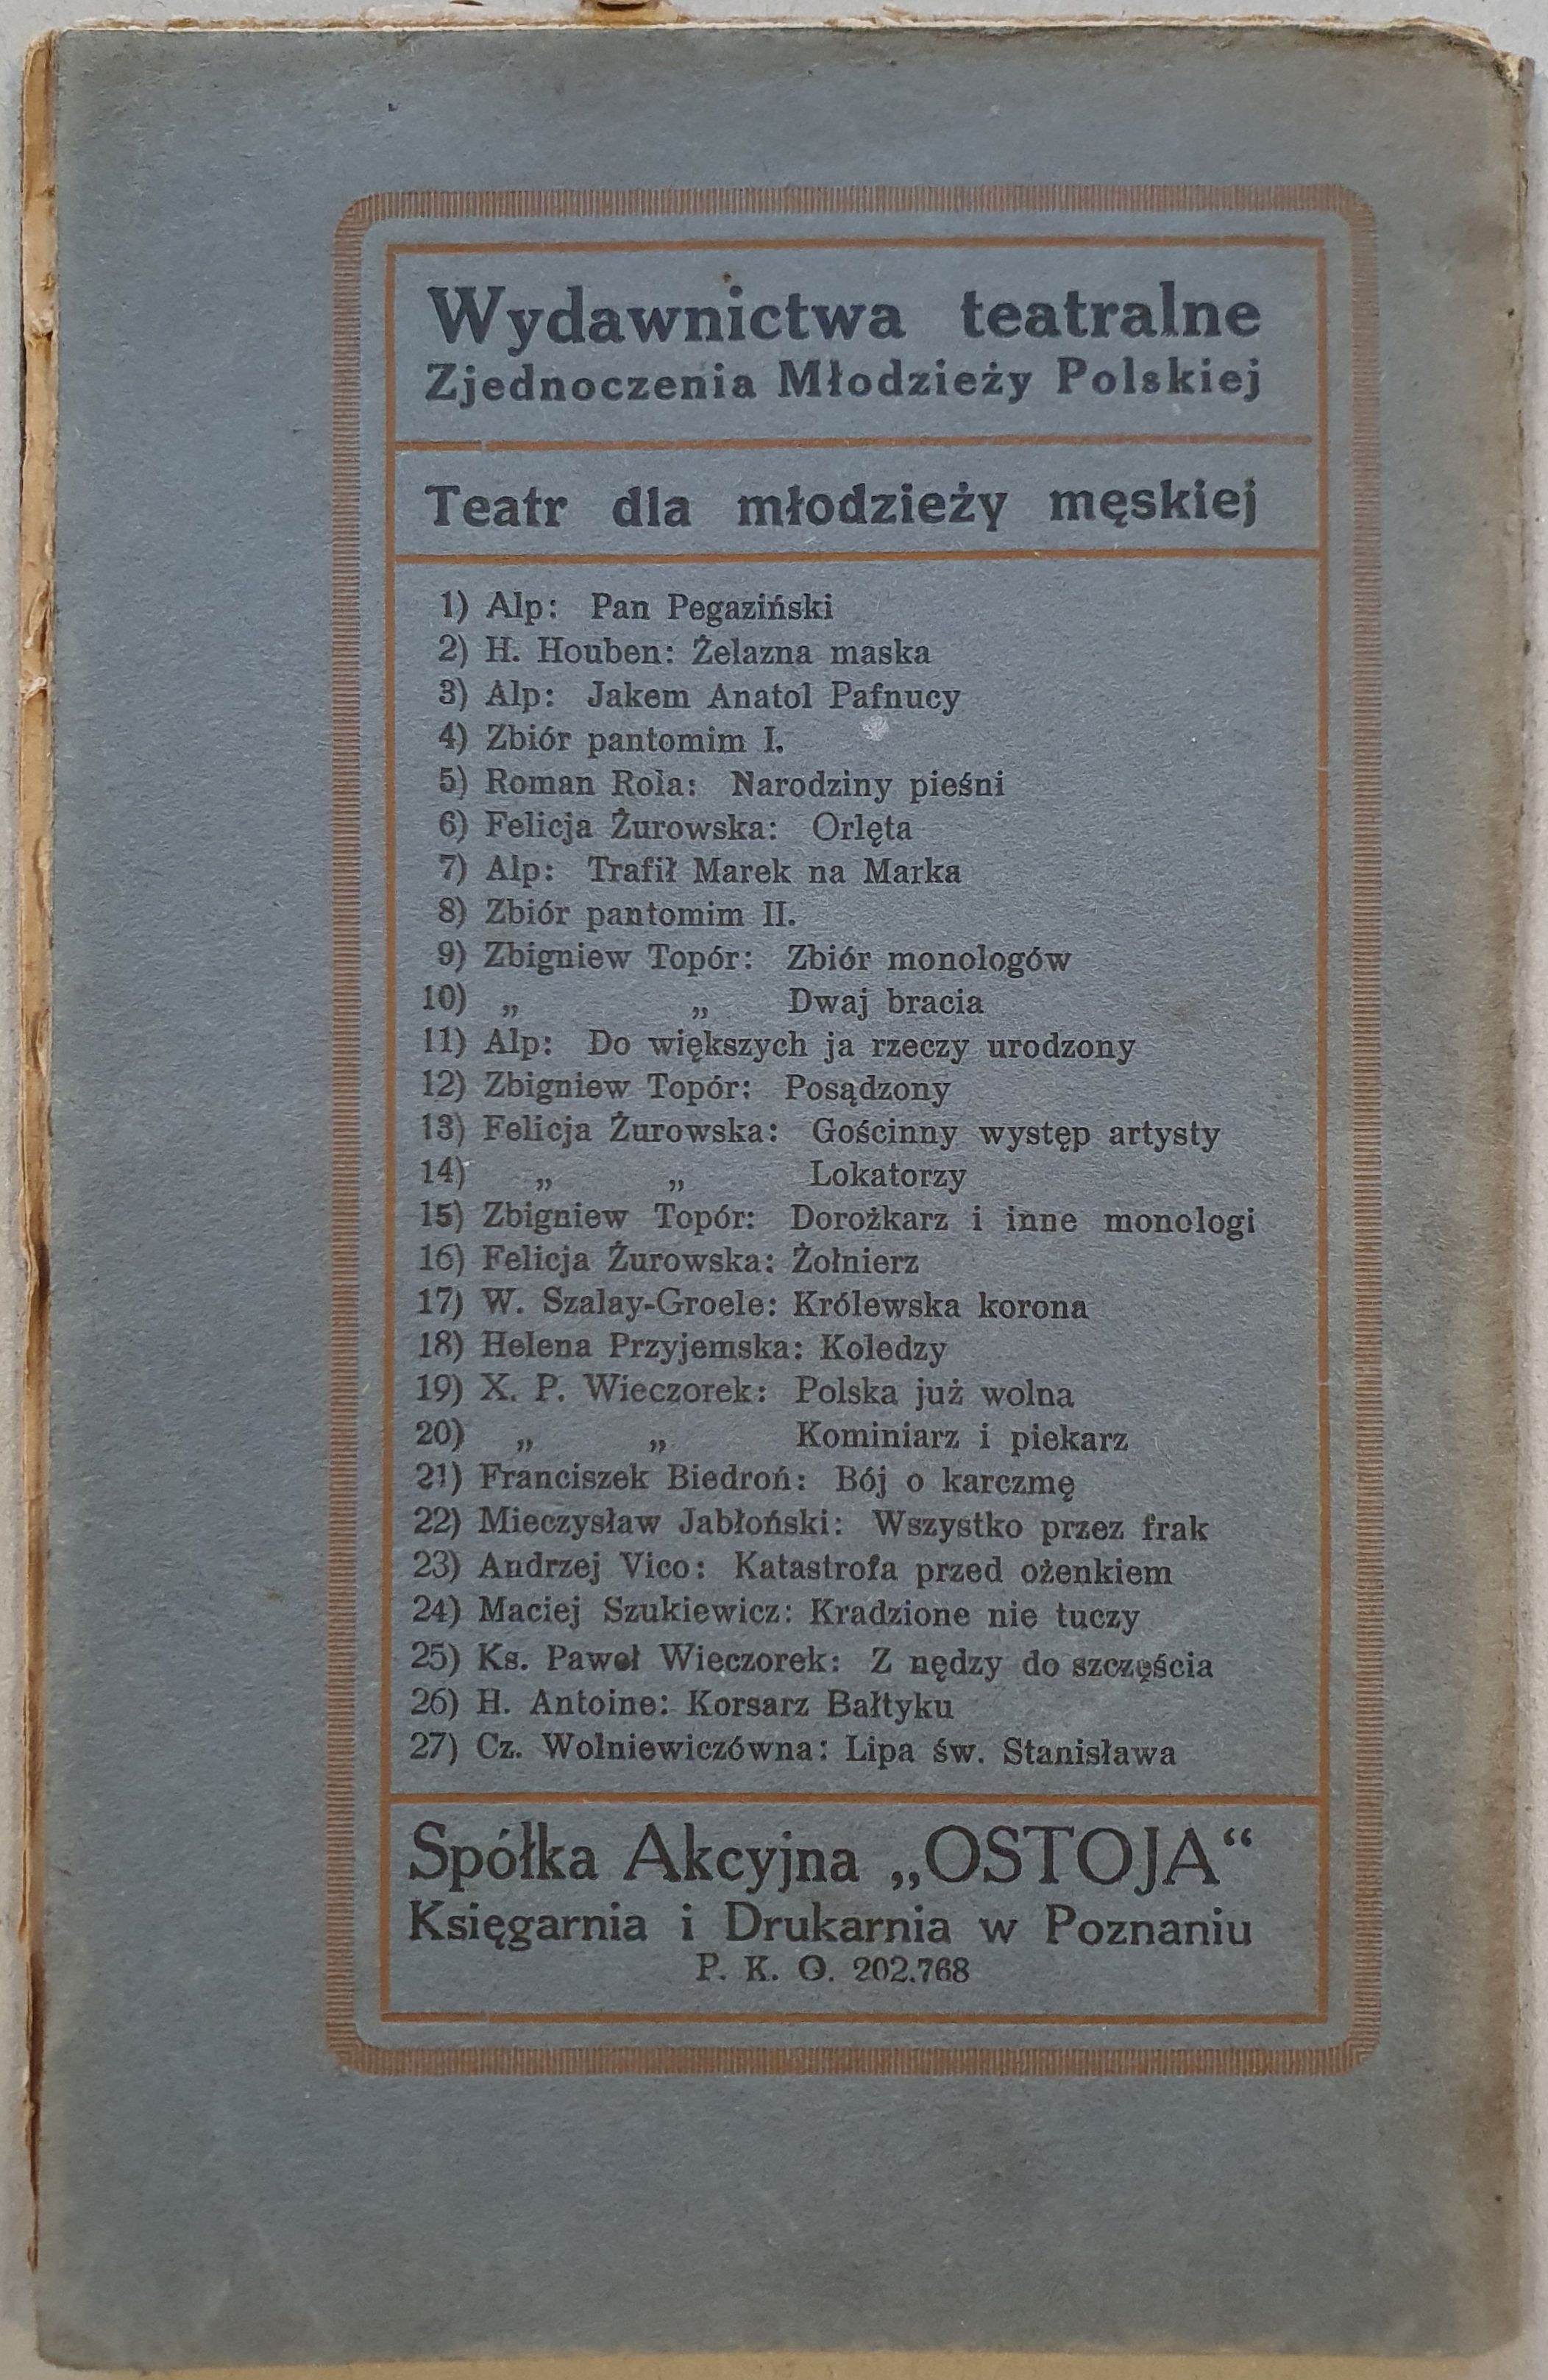 Wydawnictwa teatralne
Zjednoczenia Młodzieży Polskiej
Teatr dla młodzieży męskiej
1) Alp: Pan Pegaziński
2) H. Houben: Żelazna maska
3) Alp: Jakem Anatol Pafnucy
4) Zbiór pantomim I.
5) Roman Rola: Narodziny pieśni
6) Felicja Żurowska: Orlęta
7) Alp: Trafił Marek na Marka
8) Zbiór pantomim II.
9) Zbigniew Topór: Zbiór monologów
10) „ „ Dwaj bracia
11) Alp: Do większych ja rzeczy urodzony
12) Zbigniew Topór: Posądzony
13) Felicja Żurowska: Gościnny występ artysty
14) „ „ Lokatorzy
15) Zbigniew Topór: Dorożkarz i inne monologi
16) Felicja Żurowska: Żołnierz
17) W. Szalay-Groele: Królewska korona
18) Helena Przyjemska: Koledzy
19) X. P. Wieczorek: Polska już wolna
20) „ „ Kominiarz i piekarz
21) Franciszek Biedroń: Bój o karczmę
22) Mieczysław Jabłoński: Wszystko przez frak
23) Andrzej Vico: Katastrofa przed ożenkiem
24) Maciej Szukiewicz: Kradzione nie tuczy
25) Ks. Paweł Wieczorek: Z nędzy do szczęścia
26) H. Antoine: Korsarz Bałtyku
27) Cz. Wolniewiczówna: Lipa św. Stanisława
Spółka Akcyjna „OSTOJA“
Księgarnia i Drukarnia w Poznaniu
P. K. O. 202.768